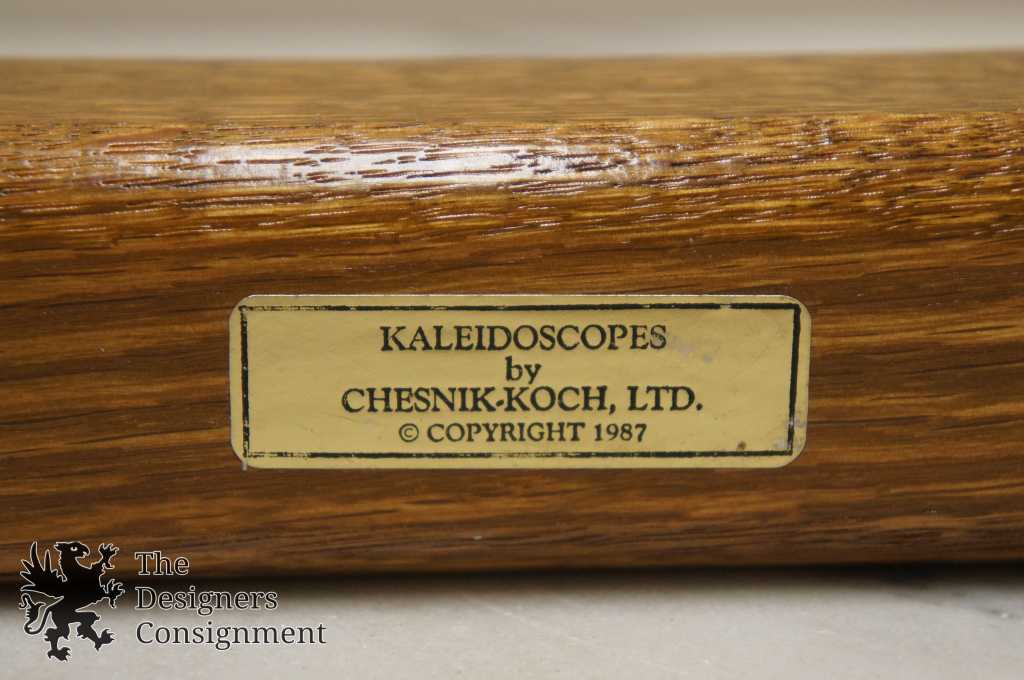 KALEIDOSCOPES
by
CHESNIK-KOCH, LTD.
© COPYRIGHT 1987
The
Designers
Consignment